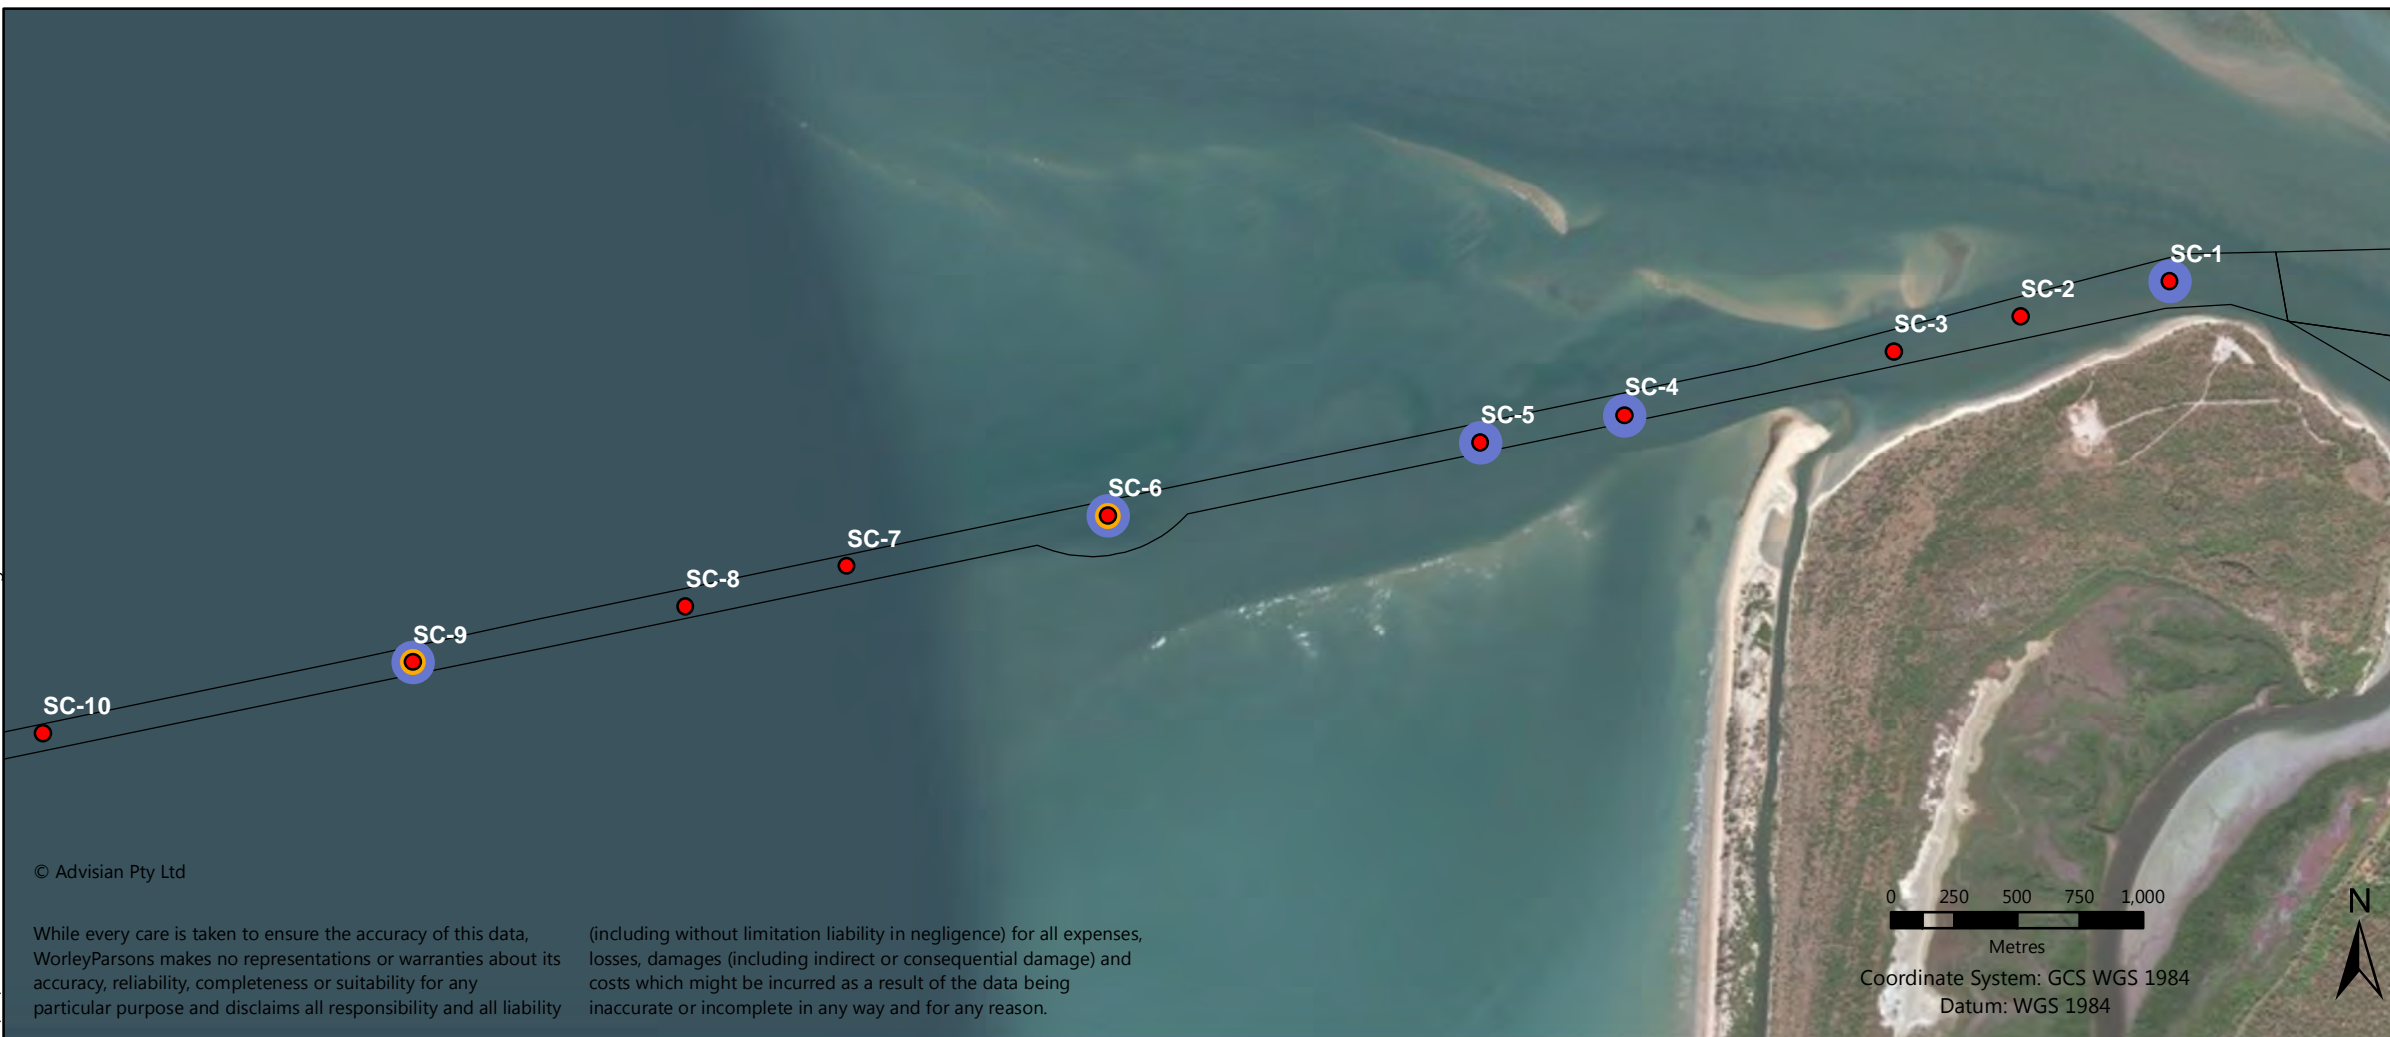 SC-1
SC-2
SC-3
SC-4
SC-5
SC-6
SC-7
SC-8
SC-9
SC-10
© Advisian Pty Ltd
While every care is taken to ensure the accuracy of this data,
WorleyParsons makes no representations or warranties about its
accuracy, reliability, completeness or suitability for any
particular purpose and disclaims all responsibility and all liability
(including without limitation liability in negligence) for all expenses,
losses, damages (including indirect or consequential damage) and
costs which might be incurred as a result of the data being
inaccurate or incomplete in any way and for any reason.
0 250 500 750 1,000
Metres
Coordinate System: GCS WGS 1984
Datum: WGS 1984
N